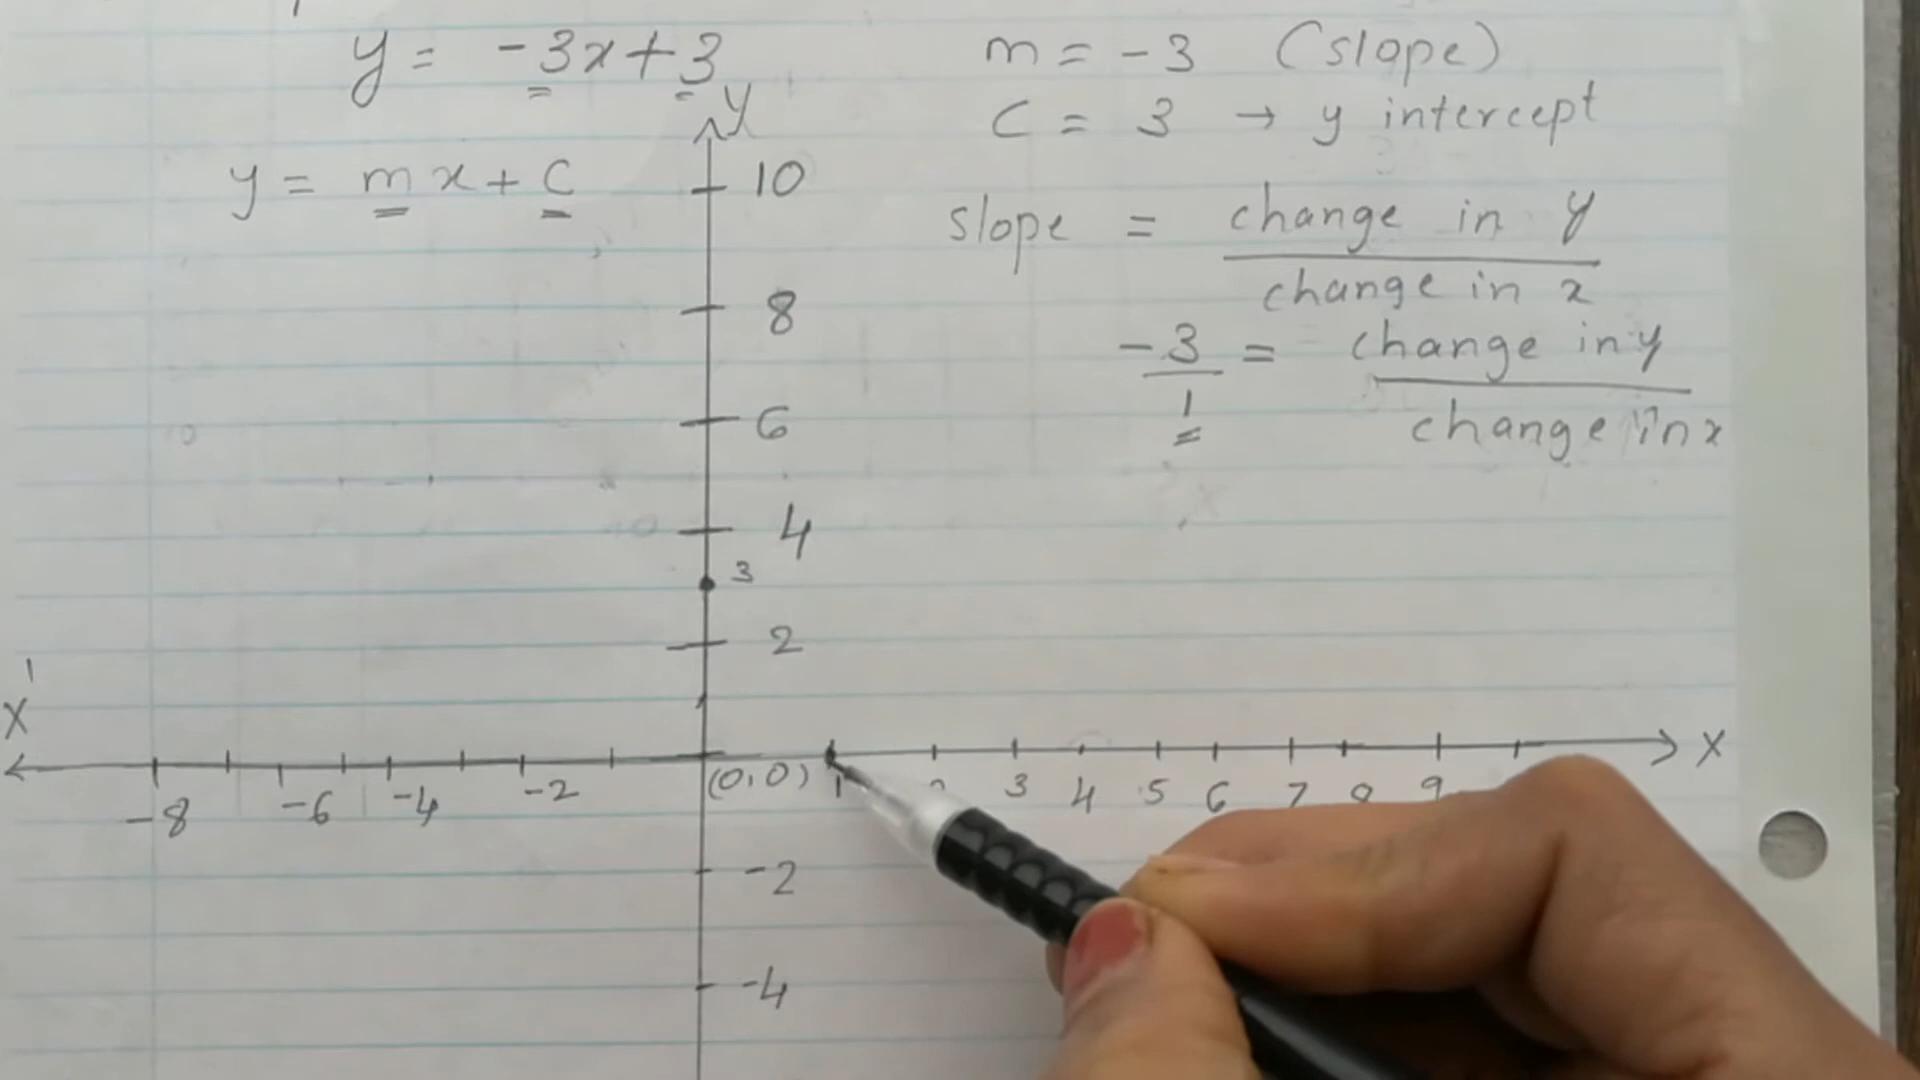 y = -3x+3
m = -3 (slope)
C = 3 → y intercept
y = mx + c
slope = change in y
change in x
-3 = change in y
1 change in x
y
10
8
6
4
3
2
X'
X
-8 -6 -4 -2 (0,0) 1 3 4 5 6 7 8 9
-2
-4